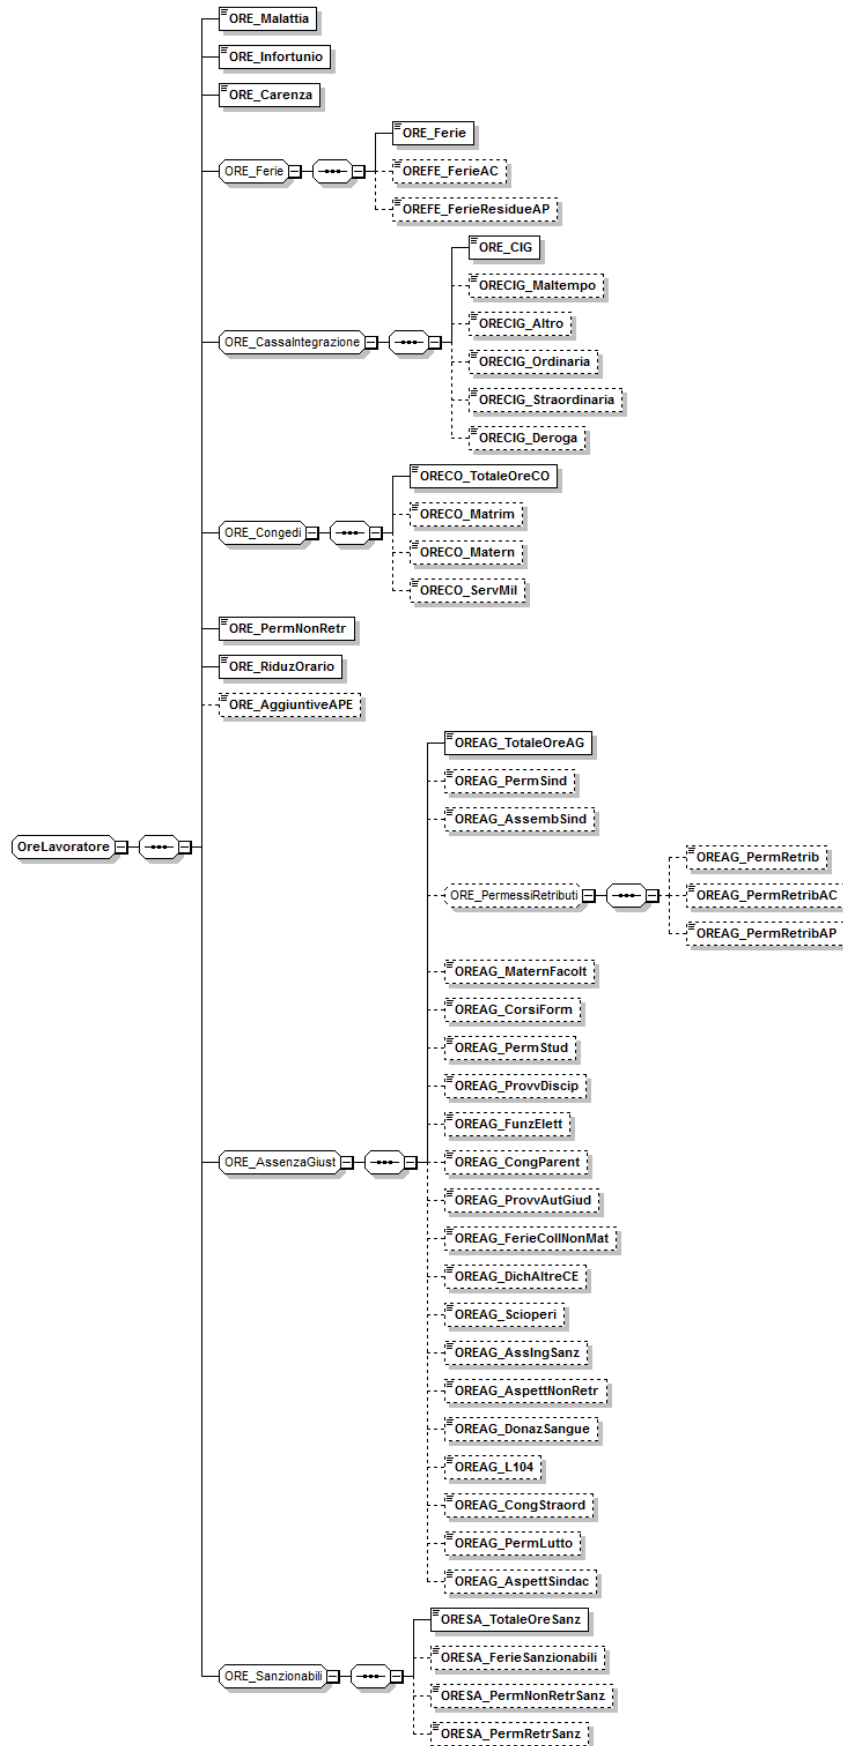 ORE_Malattia
ORE_Infortunio
ORE_Carenza
ORE_Ferie
ORE_Ferie
OREFE_FerieAC
OREFE_FerieResidueAP
ORE_CassaIntegrazione
ORE_CIG
ORECIG_Maltempo
ORECIG_Altro
ORECIG_Ordinaria
ORECIG_Straordinaria
ORECIG_Deroga
ORE_Congedi
ORECO_TotaleOreCO
ORECO_Matrim
ORECO_Matern
ORECO_ServMil
ORE_PermNonRetr
ORE_RiduzOrario
ORE_AggiuntiveAPE
OreLavoratore
ORE_AssenzaGiust
OREAG_TotaleOreAG
OREAG_PermSind
OREAG_AssembSind
ORE_PermessiRetributi
OREAG_PermRetrib
OREAG_PermRetribAC
OREAG_PermRetribAP
OREAG_MaternFacolt
OREAG_CorsiForm
OREAG_PermStud
OREAG_ProvvDiscip
OREAG_FunzElett
OREAG_CongParent
OREAG_ProvvAutGiud
OREAG_FerieCollNonMat
OREAG_DichAltreCE
OREAG_Scioperi
OREAG_AssIngSanz
OREAG_AspettNonRetr
OREAG_DonazSangue
OREAG_L104
OREAG_CongStraord
OREAG_PermLutto
OREAG_AspettSindac
ORE_Sanzionabili
ORESA_TotaleOreSanz
ORESA_FerieSanzionabili
ORESA_PermNonRetrSanz
ORESA_PermRetrSanz